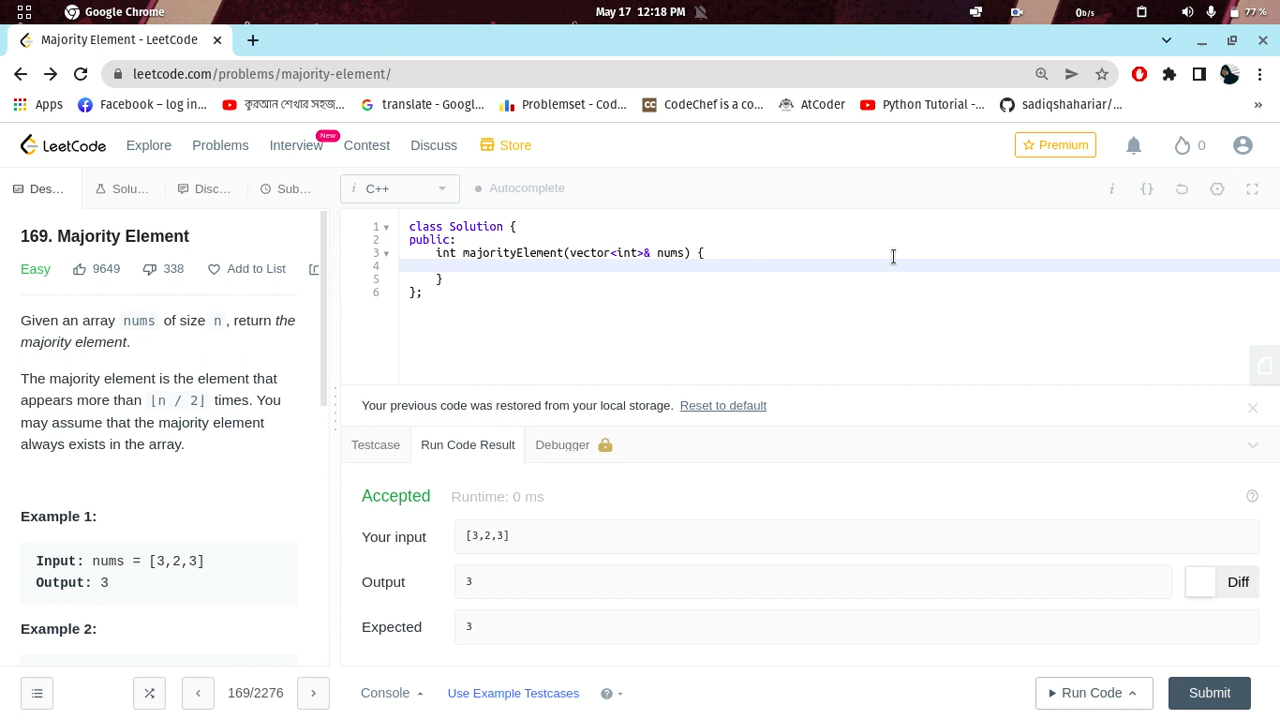 Google Chrome May 17 12:18 PM 0b/s 77 %
Majority Element - LeetCode
leetcode.com/problems/majority-element/
Apps Facebook – log in... কুরআন শেখার সহজ... translate - Googl... Problemset - Cod... CC CodeChef is a co... AtCoder Python Tutorial -... sadiqshahariar/... »
LeetCode Explore Problems Interview New Contest Discuss Store Premium 0
Des... Solu... Disc... Sub... i C++ Autocomplete i {}
169. Majority Element
Easy 9649 338 Add to List
Given an array nums of size n , return the
majority element.
The majority element is the element that
appears more than ⌊n / 2⌋ times. You
may assume that the majority element
always exists in the array.
Example 1:
Input: nums = [3,2,3]
Output: 3
Example 2:
1 class Solution {
2 public:
3 int majorityElement(vector<int>& nums) {
4
5 }
6 };
Your previous code was restored from your local storage. Reset to default
Testcase Run Code Result Debugger
Accepted Runtime: 0 ms
Your input [3,2,3]
Output 3 Diff
Expected 3
169/2276 Console Use Example Testcases Run Code Submit